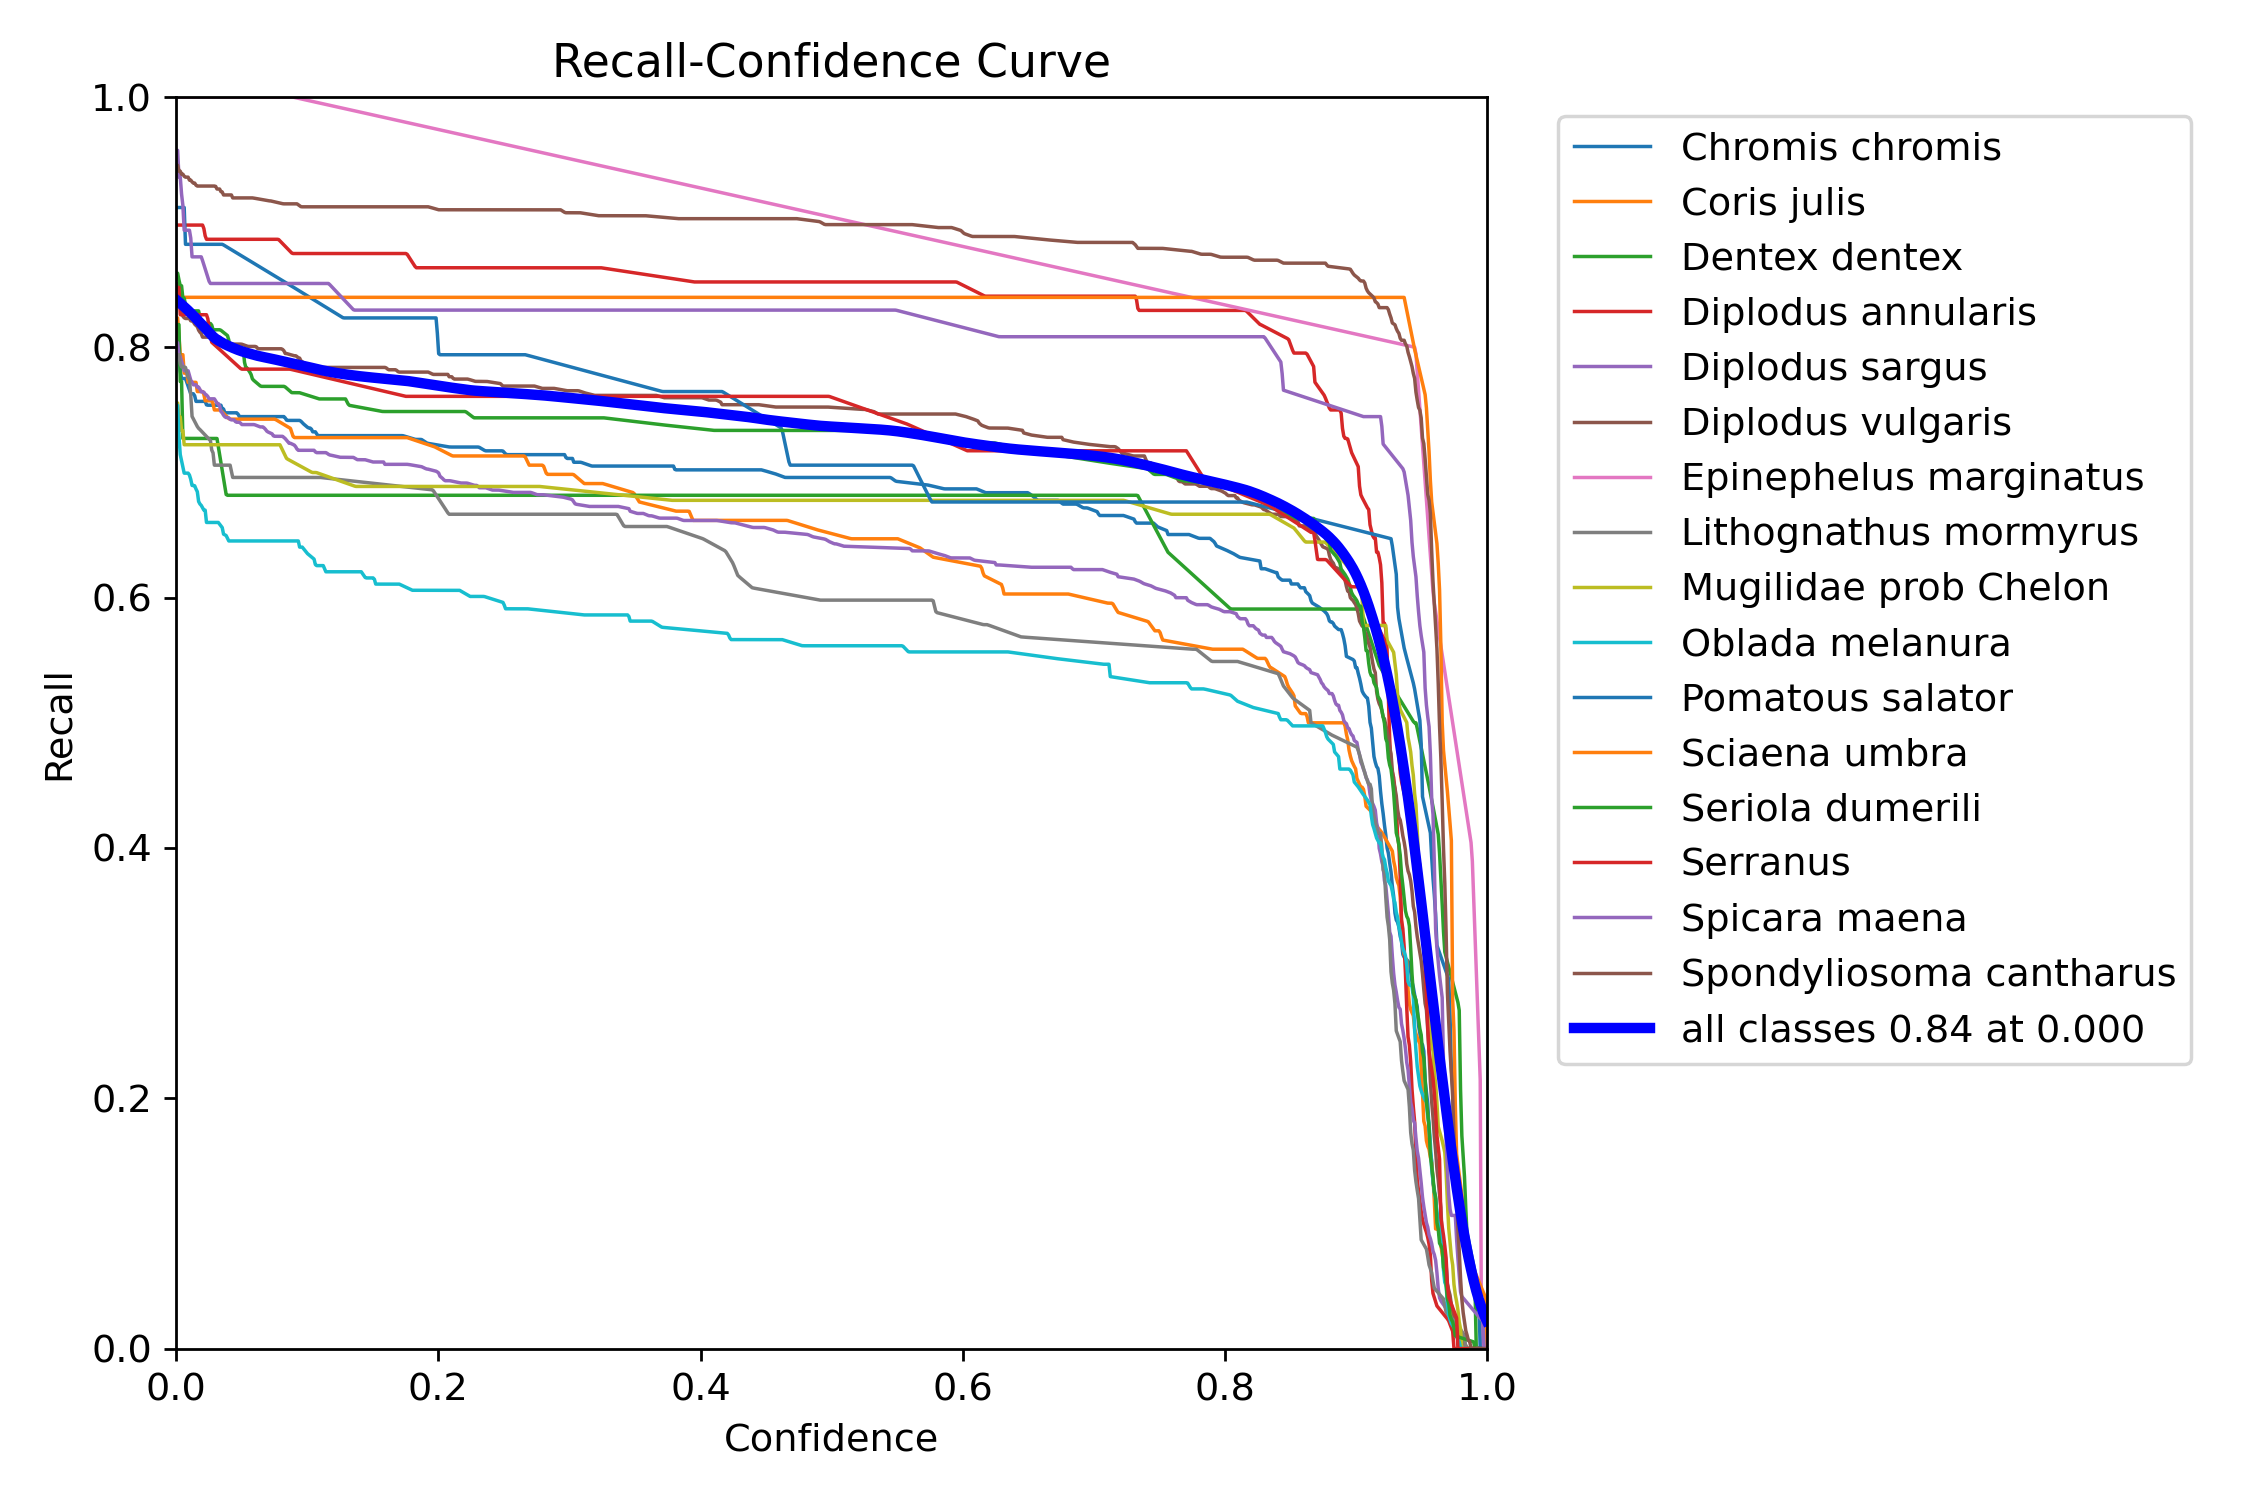 Recall-Confidence Curve
1.0
0.8
0.6
0.4
0.2
0.0
Recall
0.0 0.2 0.4 0.6 0.8 1.0
Confidence
Chromis chromis
Coris julis
Dentex dentex
Diplodus annularis
Diplodus sargus
Diplodus vulgaris
Epinephelus marginatus
Lithognathus mormyrus
Mugilidae prob Chelon
Oblada melanura
Pomatous salator
Sciaena umbra
Seriola dumerili
Serranus
Spicara maena
Spondyliosoma cantharus
all classes 0.84 at 0.000